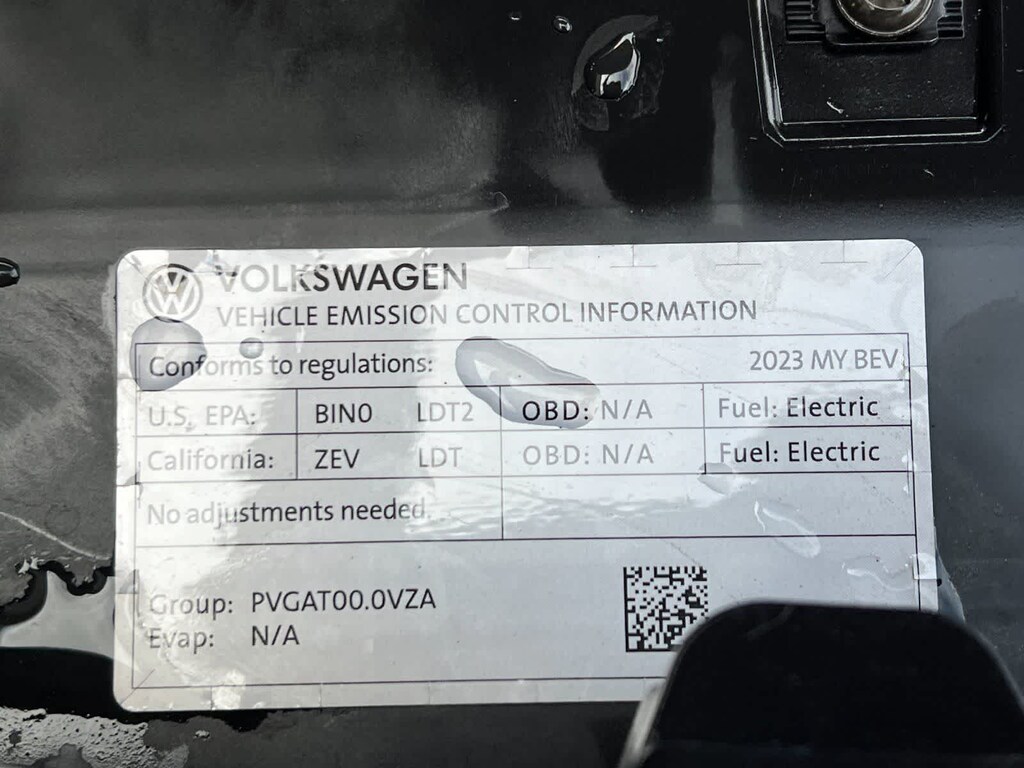 VOLKSWAGEN
VEHICLE EMISSION CONTROL INFORMATION
Conforms to regulations: 2023 MY BEV
U.S. EPA: BIN0 LDT2 OBD: N/A Fuel: Electric
California: ZEV LDT OBD: N/A Fuel: Electric
No adjustments needed.
Group: PVGAT00.0VZA
Evap: N/A